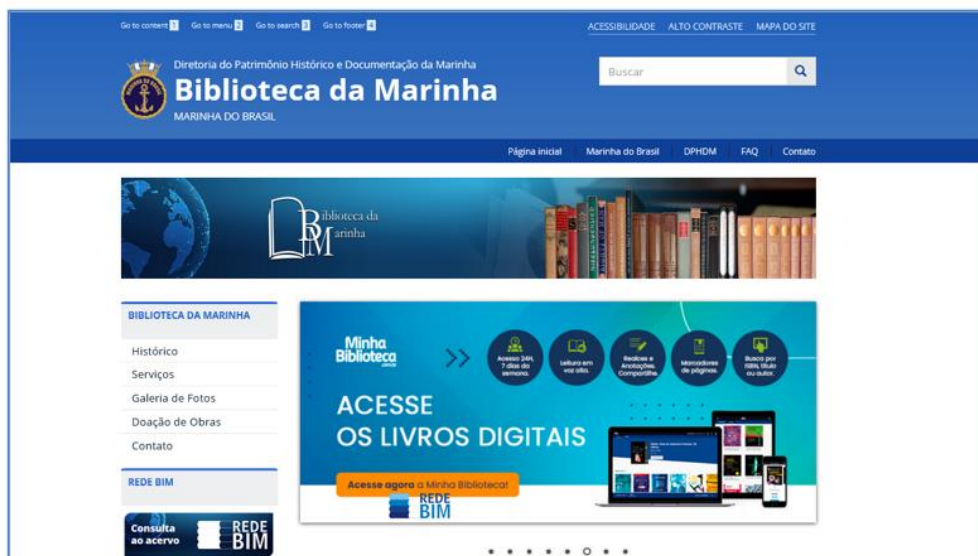 Go to content 1 Go to menu 2 Go to search 3 Go to footer 4
ACESSIBILIDADE ALTO CONTRASTE MAPA DO SITE
Diretoria do Patrimônio Histórico e Documentação da Marinha
Biblioteca da Marinha
MARINHA DO BRASIL
Buscar
Página inicial Marinha do Brasil DPHDM FAQ Contato
Biblioteca da
Marinha
BIBLIOTECA DA MARINHA
Histórico
Serviços
Galeria de Fotos
Doação de Obras
Contato
REDE BIM
Consulta
ao acervo
REDE
BIM
Minha
Biblioteca
Acesso 24H,
7 dias da
semana.
Leitura em
voz alta.
Realces e
Anotações.
Compartilhe.
Marcadores
de páginas.
Busca por
ISBN, título
ou autor.
ACESSE
OS LIVROS DIGITAIS
Acesse agora a Minha Biblioteca!
REDE
BIM